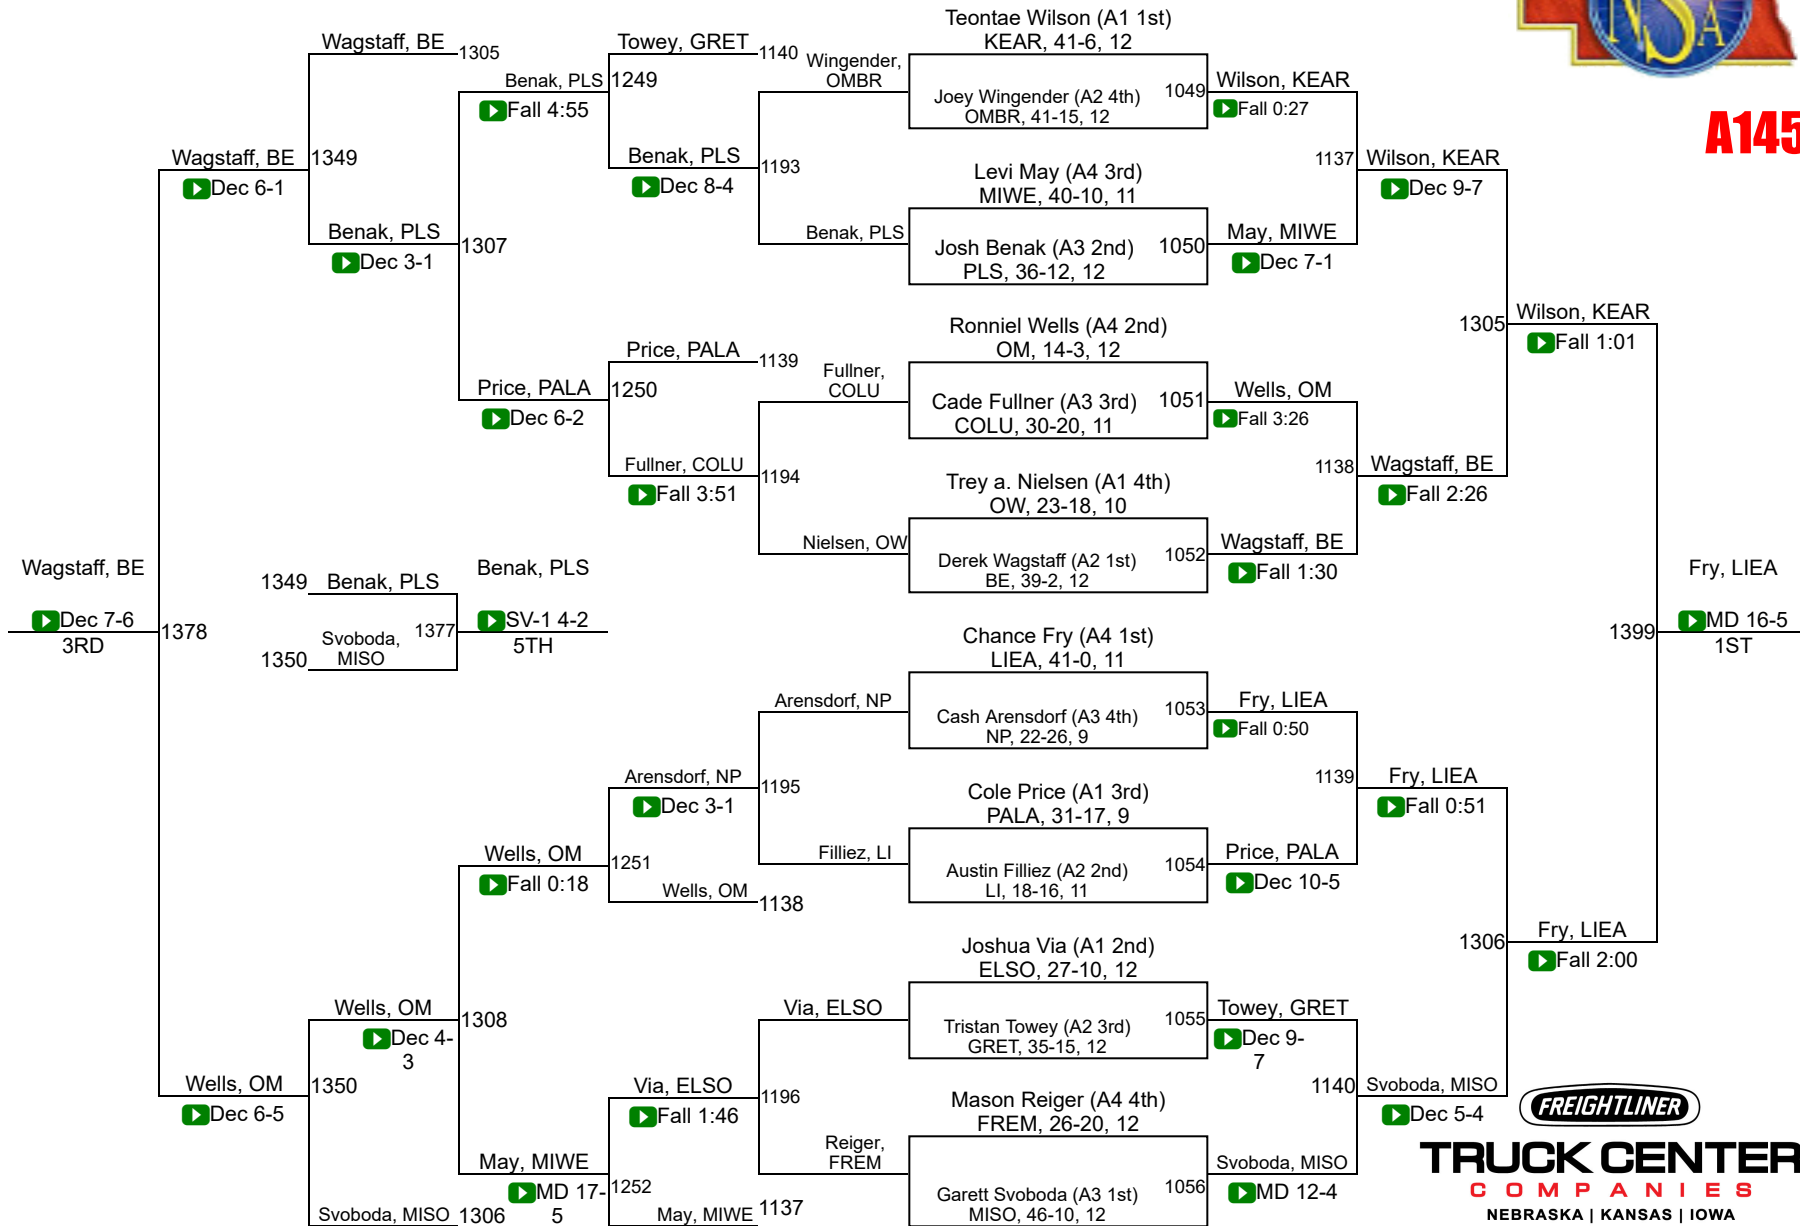 NSA
A145
Teontae Wilson (A1 1st)
KEAR, 41-6, 12
Joey Wingender (A2 4th)
OMBR, 41-15, 12
1049
Levi May (A4 3rd)
MIWE, 40-10, 11
Josh Benak (A3 2nd)
PLS, 36-12, 12
1050
Ronniel Wells (A4 2nd)
OM, 14-3, 12
Cade Fullner (A3 3rd)
COLU, 30-20, 11
1051
Trey a. Nielsen (A1 4th)
OW, 23-18, 10
Derek Wagstaff (A2 1st)
BE, 39-2, 12
1052
Chance Fry (A4 1st)
LIEA, 41-0, 11
Cash Arensdorf (A3 4th)
NP, 22-26, 9
1053
Cole Price (A1 3rd)
PALA, 31-17, 9
Austin Filliez (A2 2nd)
LI, 18-16, 11
1054
Joshua Via (A1 2nd)
ELSO, 27-10, 12
Tristan Towey (A2 3rd)
GRET, 35-15, 12
1055
Mason Reiger (A4 4th)
FREM, 26-20, 12
Garett Svoboda (A3 1st)
MISO, 46-10, 12
1056
Wilson, KEAR
Fall 0:27
May, MIWE
Dec 7-1
1137
Wells, OM
Fall 3:26
Wagstaff, BE
Fall 1:30
1138
Fry, LIEA
Fall 0:50
Price, PALA
Dec 10-5
1139
Towey, GRET
Dec 9-
7
Svoboda, MISO
MD 12-4
1140
Wilson, KEAR
Dec 9-7
Wagstaff, BE
Fall 2:26
1305
Fry, LIEA
Fall 0:51
Svoboda, MISO
Dec 5-4
1306
Wilson, KEAR
Fall 1:01
Fry, LIEA
Fall 2:00
1399
Fry, LIEA
MD 16-5
1ST
Wingender,
OMBR
Benak, PLS
1193
Fullner,
COLU
Nielsen, OW
1194
Arensdorf, NP
Filliez, LI
1195
Via, ELSO
Reiger,
FREM
1196
Towey, GRET
1140
Benak, PLS
Dec 8-4
1249
Price, PALA
1139
Fullner, COLU
Fall 3:51
1250
Arensdorf, NP
Dec 3-1
Wells, OM
1138
1251
Via, ELSO
Fall 1:46
May, MIWE
1137
1252
Benak, PLS
Fall 4:55
Price, PALA
Dec 6-2
1307
Wells, OM
Fall 0:18
May, MIWE
MD 17-
5
1308
Wagstaff, BE
1305
Benak, PLS
Dec 3-1
1349
Wells, OM
Dec 4-
3
Svoboda, MISO
1306
1350
Wagstaff, BE
Dec 6-1
Wells, OM
Dec 6-5
1378
Wagstaff, BE
Dec 7-6
3RD
1349
Benak, PLS
1350
Svoboda,
MISO
1377
Benak, PLS
SV-1 4-2
5TH
FREIGHTLINER
TRUCK CENTER
COMPANIES
NEBRASKA | KANSAS | IOWA